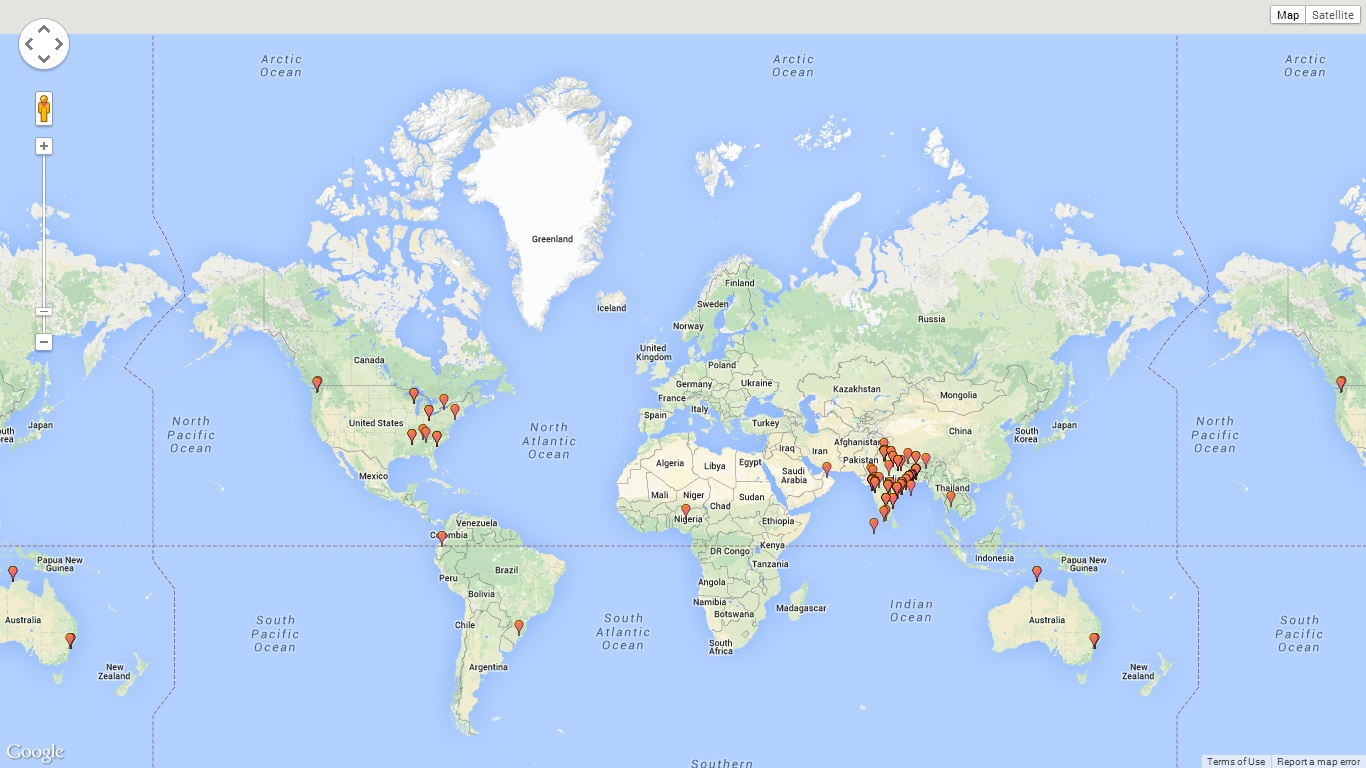 Map
Satellite
Arctic
Ocean
Arctic
Ocean
Arctic
Ocean
Greenland
Iceland
Finland
Sweden
Norway
Russia
United
Kingdom
Poland
Germany
Ukraine
France
Italy
Spain
Turkey
Kazakhstan
Mongolia
Canada
United States
Mexico
Japan
North
Pacific
Ocean
North
Atlantic
Ocean
Iraq
Iran
Afghanistan
Pakistan
China
South
Korea
Japan
North
Pacific
Ocean
Algeria
Libya
Egypt
Saudi
Arabia
Mali
Niger
Chad
Sudan
Nigeria
Ethiopia
Thailand
Venezuela
Colombia
DR Congo
Kenya
Tanzania
Indonesia
Papua New
Guinea
Papua New
Guinea
Peru
Brazil
Bolivia
Angola
Namibia
Botswana
Madagascar
Chile
Argentina
South
Africa
Australia
Australia
South
Pacific
Ocean
South
Atlantic
Ocean
Indian
Ocean
South
Pacific
Ocean
New
Zealand
New
Zealand
Google
Southern
Terms of Use
Report a map error